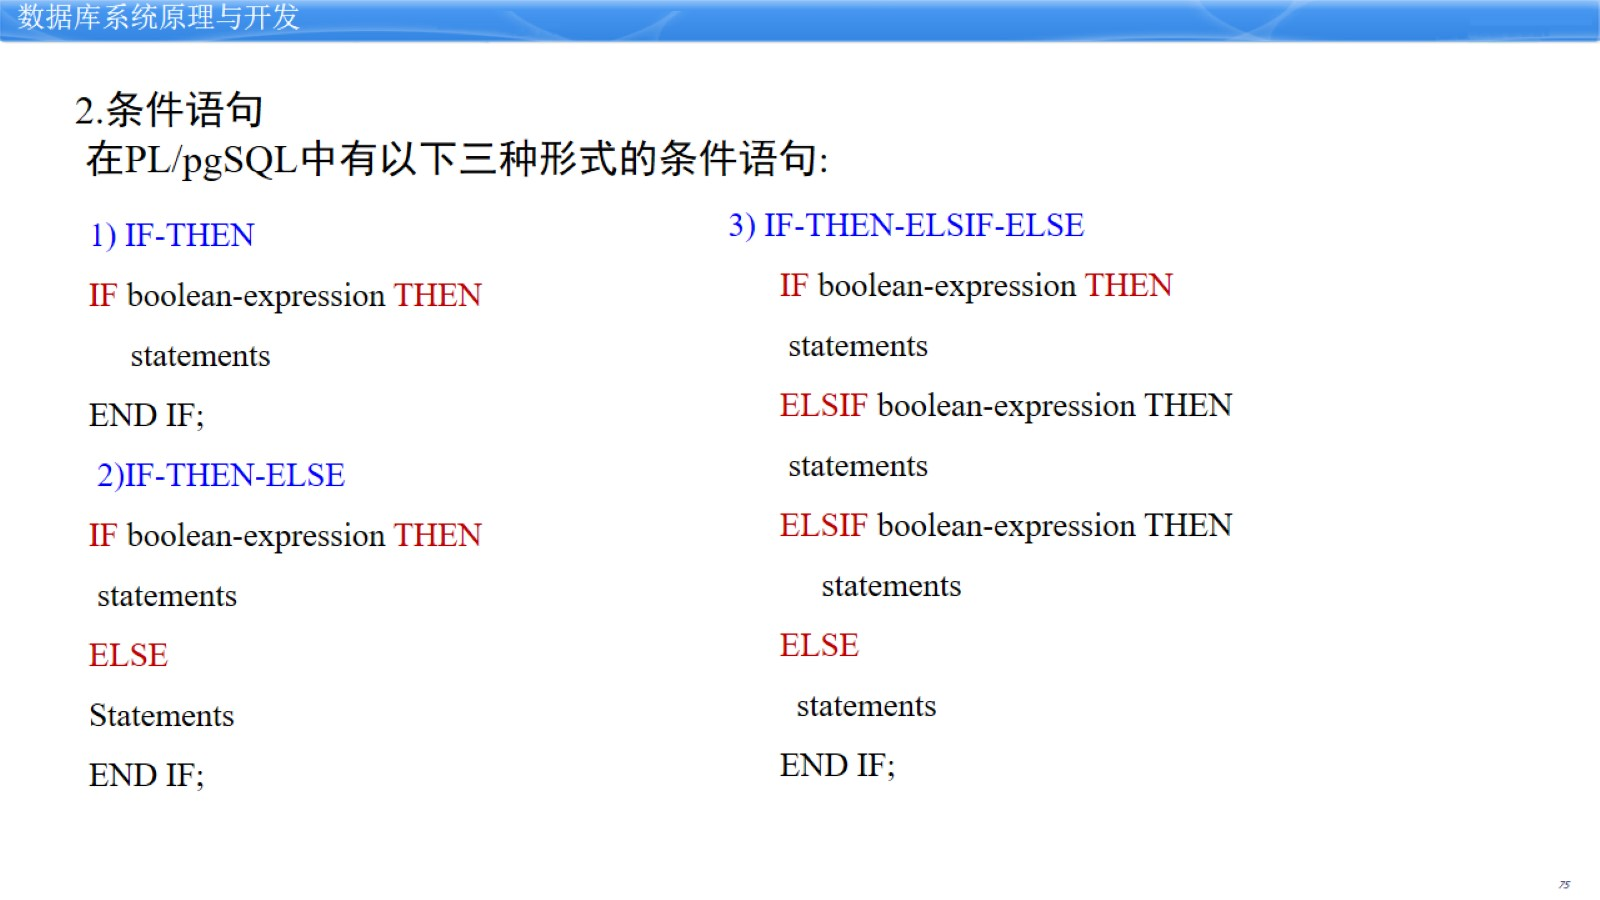 数据库系统原理与开发
2.条件语句
在PL/pgSQL中有以下三种形式的条件语句:
1) IF-THEN
IF boolean-expression THEN
statements
END IF;
2)IF-THEN-ELSE
IF boolean-expression THEN
statements
ELSE
Statements
END IF;
3) IF-THEN-ELSIF-ELSE
IF boolean-expression THEN
statements
ELSIF boolean-expression THEN
statements
ELSIF boolean-expression THEN
statements
ELSE
statements
END IF;
75